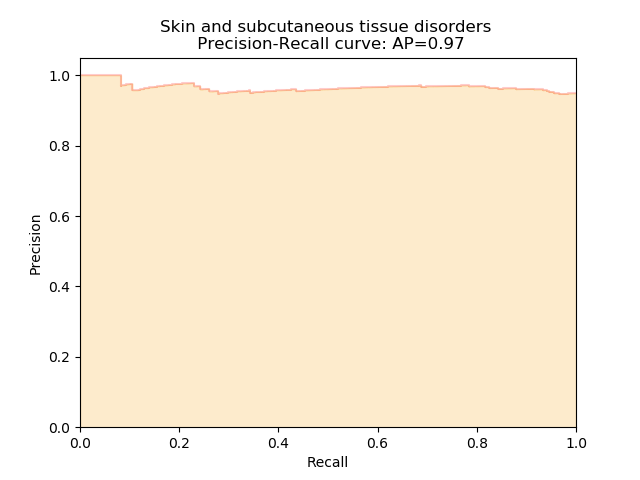 Skin and subcutaneous tissue disorders
Precision-Recall curve: AP=0.97
1.0
0.8
0.6
0.4
0.2
0.0
Precision
0.0 0.2 0.4 0.6 0.8 1.0
Recall